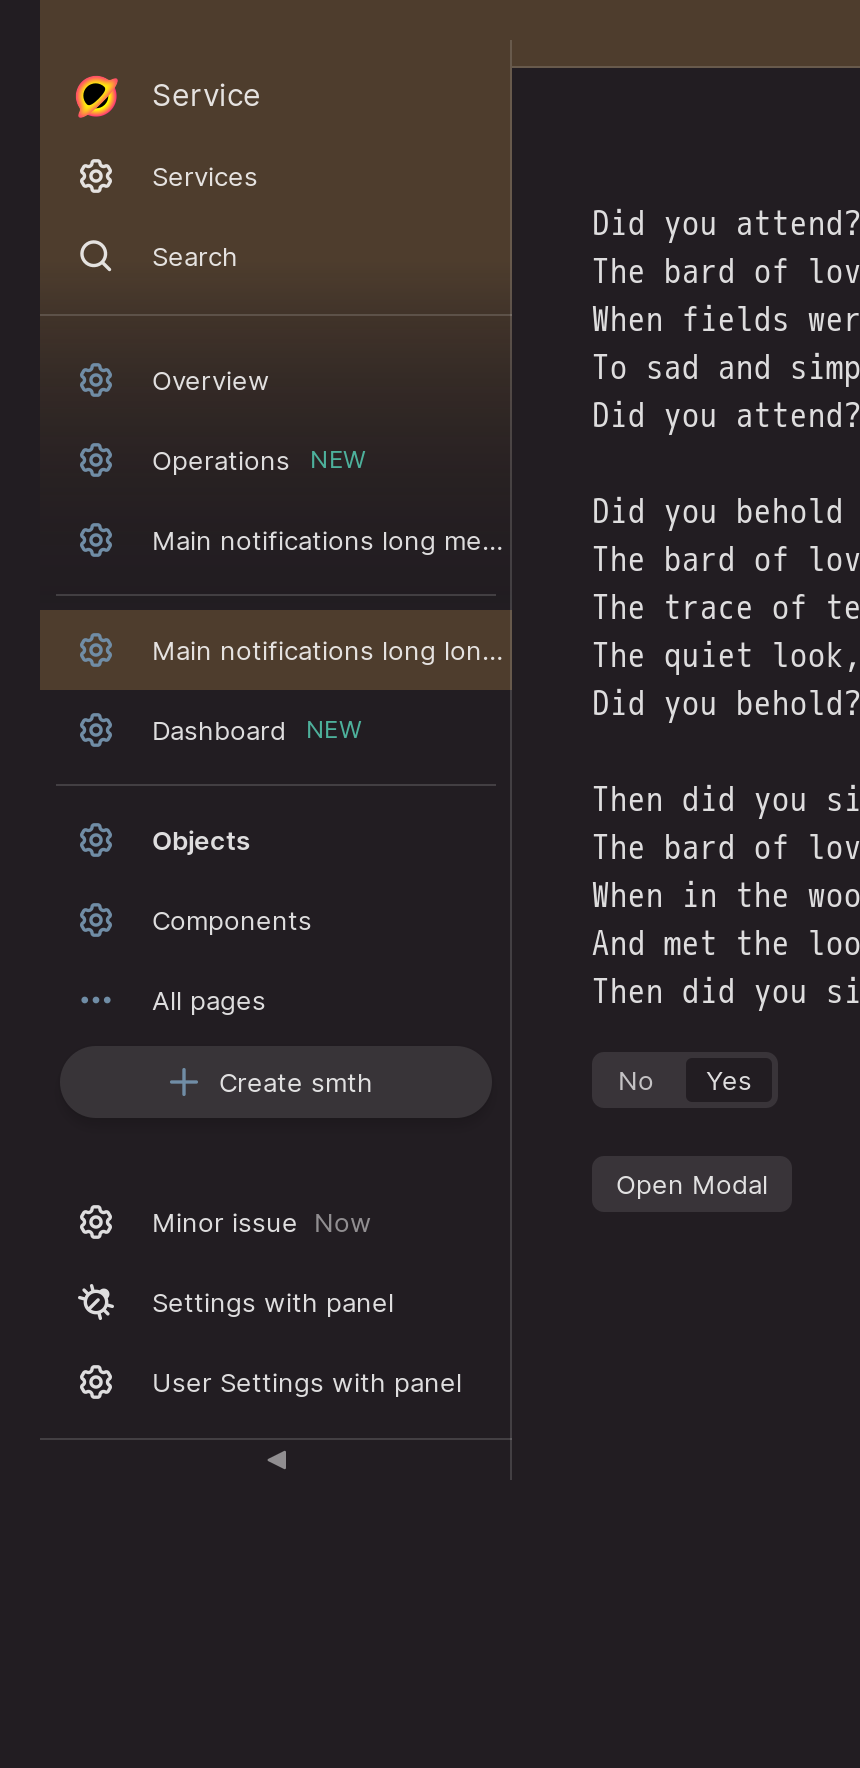 Service
Services
Search
Overview
Operations NEW
Main notifications long me...
Main notifications long lon...
Dashboard NEW
Objects
Components
All pages
Create smth
Minor issue Now
Settings with panel
User Settings with panel
Did you attend?
The bard of lov
When fields wer
To sad and simp
Did you attend?
Did you behold
The bard of lov
The trace of te
The quiet look,
Did you behold?
Then did you si
The bard of lov
When in the woo
And met the loo
Then did you si
No Yes
Open Modal